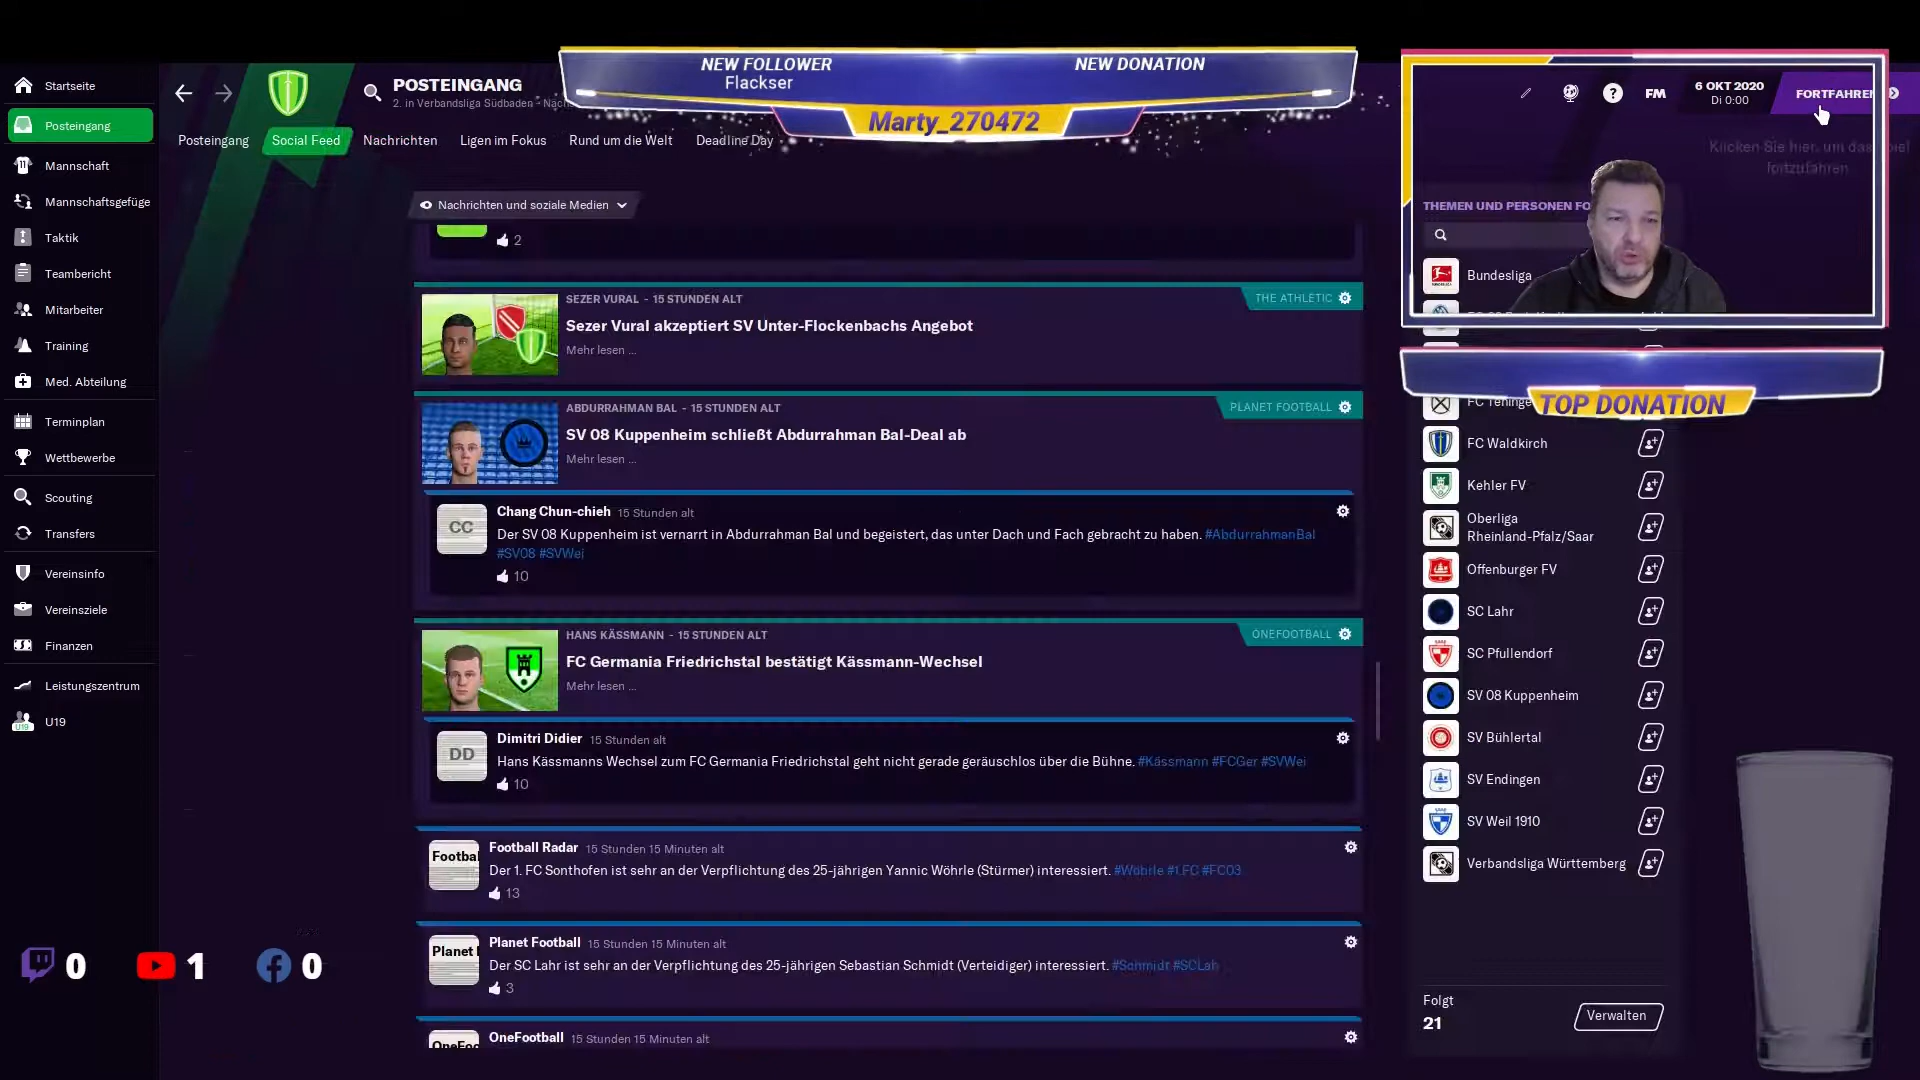 Startseite
Posteingang
Mannschaft
Mannschaftsgefüge
Taktik
Teambericht
Mitarbeiter
Training
Med. Abteilung
Terminplan
Wettbewerbe
Scouting
Transfers
Vereinsinfo
Vereinsziele
Finanzen
Leistungszentrum
U19
POSTEINGANG
2. in Verbandsliga Südbaden -
NEW FOLLOWER
Flackser
NEW DONATION
Marty_270472
Posteingang
Social Feed
Nachrichten
Ligen im Fokus
Rund um die Welt
Deadline Day
FM
6 OKT 2020
Di 0:00
FORTFAHREN
Klicken Sie hier, um das Spiel
fortzufahren
Nachrichten und soziale Medien
2
SEZER VURAL - 15 STUNDEN ALT
THE ATHLETIC
Sezer Vural akzeptiert SV Unter-Flockenbachs Angebot
Mehr lesen ...
ABDURRAHMAN BAL - 15 STUNDEN ALT
PLANET FOOTBALL
SV 08 Kuppenheim schließt Abdurrahman Bal-Deal ab
Mehr lesen ...
CC
Chang Chun-chieh 15 Stunden alt
Der SV 08 Kuppenheim ist vernarrt in Abdurrahman Bal und begeistert, das unter Dach und Fach gebracht zu haben. #AbdurrahmanBal
#SV08 #SVWei
10
HANS KÄSSMANN - 15 STUNDEN ALT
ONEFOOTBALL
FC Germania Friedrichstal bestätigt Kässmann-Wechsel
Mehr lesen ...
DD
Dimitri Didier 15 Stunden alt
Hans Kässmanns Wechsel zum FC Germania Friedrichstal geht nicht gerade geräuschlos über die Bühne. #Kässmann #FCGer #SVWei
10
Footbal
Football Radar 15 Stunden 15 Minuten alt
Der 1. FC Sonthofen ist sehr an der Verpflichtung des 25-jährigen Yannic Wöhrle (Stürmer) interessiert. #Wöhrle #1.FC #FC03
13
Planet
Planet Football 15 Stunden 15 Minuten alt
Der SC Lahr ist sehr an der Verpflichtung des 25-jährigen Sebastian Schmidt (Verteidiger) interessiert. #Schmidt #SCLah
3
OneFoo
OneFootball 15 Stunden 15 Minuten alt
THEMEN UND PERSONEN FO
Bundesliga
TOP DONATION
FC Waldkirch
Kehler FV
Oberliga
Rheinland-Pfalz/Saar
Offenburger FV
SC Lahr
SC Pfullendorf
SV 08 Kuppenheim
SV Bühlertal
SV Endingen
SV Weil 1910
Verbandsliga Württemberg
Folgt
21
Verwalten
0
1
0